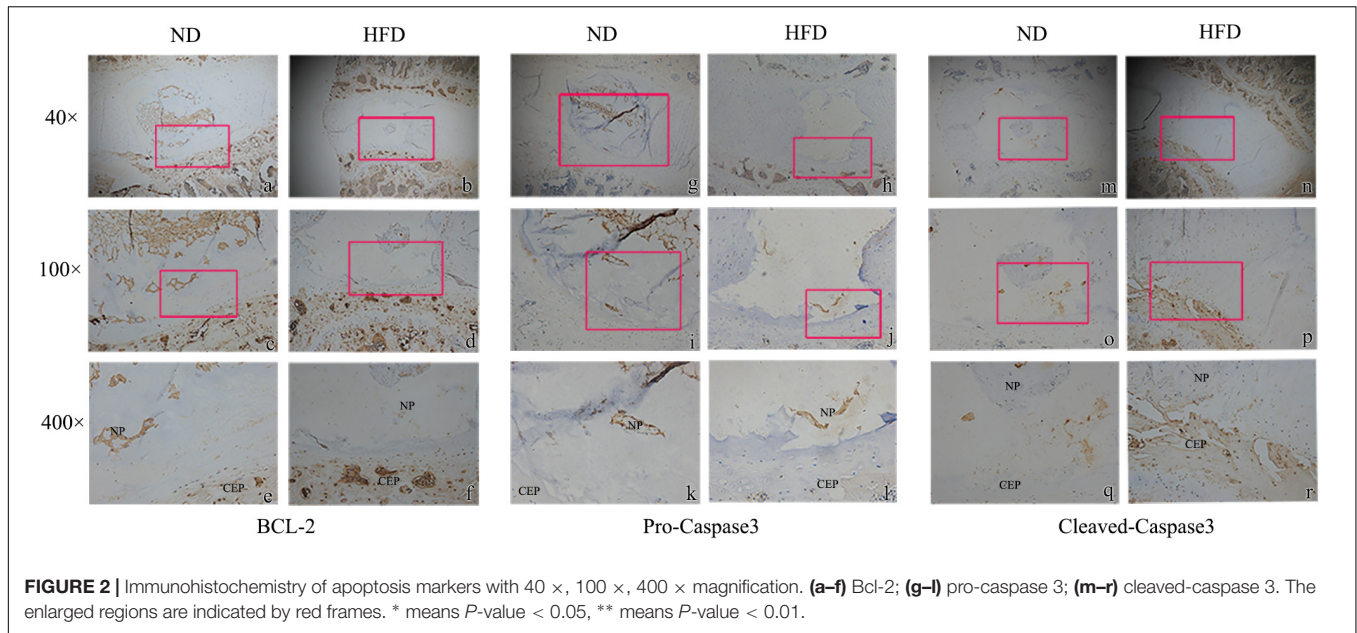 ND HFD ND HFD ND HFD
40×
a b g h m n
100×
c d i j o p
400×
NP NP NP NP NP NP
CEP CEP CEP CEP CEP CEP
e f k l q r
BCL-2 Pro-Caspase3 Cleaved-Caspase3
FIGURE 2 | Immunohistochemistry of apoptosis markers with 40 ×, 100 ×, 400 × magnification. (a–f) Bcl-2; (g–l) pro-caspase 3; (m–r) cleaved-caspase 3. The
enlarged regions are indicated by red frames. * means P-value < 0.05, ** means P-value < 0.01.